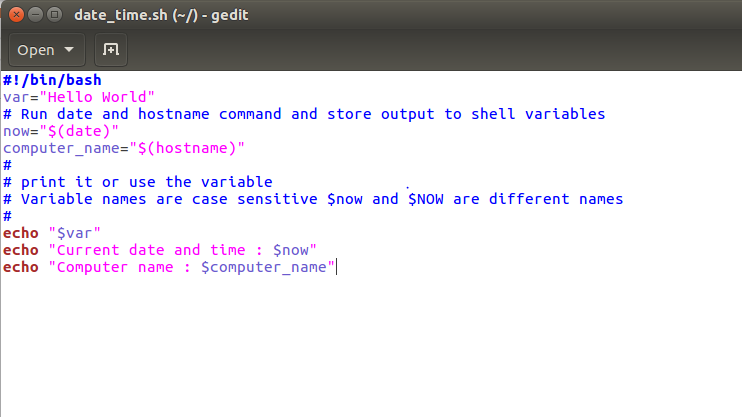 date_time.sh (~/) - gedit
Open
#!/bin/bash
var="Hello World"
# Run date and hostname command and store output to shell variables
now="$(date)"
computer_name="$(hostname)"
#
# print it or use the variable
# Variable names are case sensitive $now and $NOW are different names
#
echo "$var"
echo "Current date and time : $now"
echo "Computer name : $computer_name"